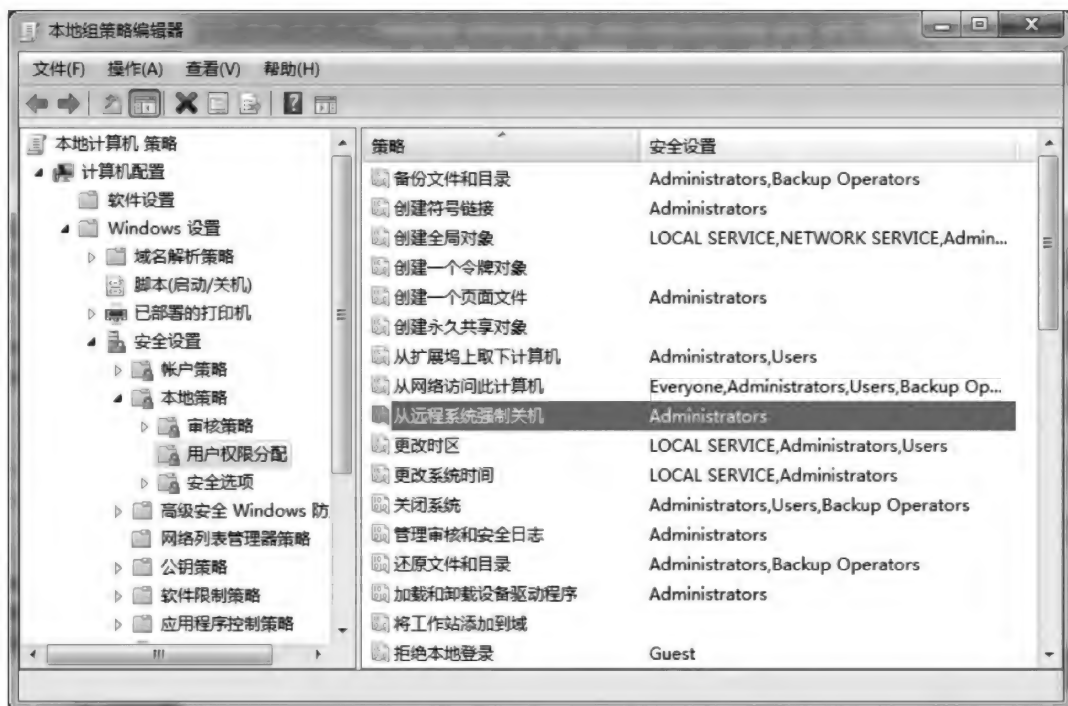 本地组策略编辑器
文件(F) 操作(A) 查看(V) 帮助(H)
本地计算机 策略
计算机配置
软件设置
Windows 设置
域名解析策略
脚本(启动/关机)
已部署的打印机
安全设置
帐户策略
本地策略
审核策略
用户权限分配
安全选项
高级安全 Windows 防
网络列表管理器策略
公钥策略
软件限制策略
应用程序控制策略
策略 安全设置
备份文件和目录 Administrators,Backup Operators
创建符号链接 Administrators
创建全局对象 LOCAL SERVICE,NETWORK SERVICE,Admin...
创建一个令牌对象
创建一个页面文件 Administrators
创建永久共享对象
从扩展坞上取下计算机 Administrators,Users
从网络访问此计算机 Everyone,Administrators,Users,Backup Op...
从远程系统强制关机 Administrators
更改时区 LOCAL SERVICE,Administrators,Users
更改系统时间 LOCAL SERVICE,Administrators
关闭系统 Administrators,Users,Backup Operators
管理审核和安全日志 Administrators
还原文件和目录 Administrators,Backup Operators
加载和卸载设备驱动程序 Administrators
将工作站添加到域
拒绝本地登录 Guest